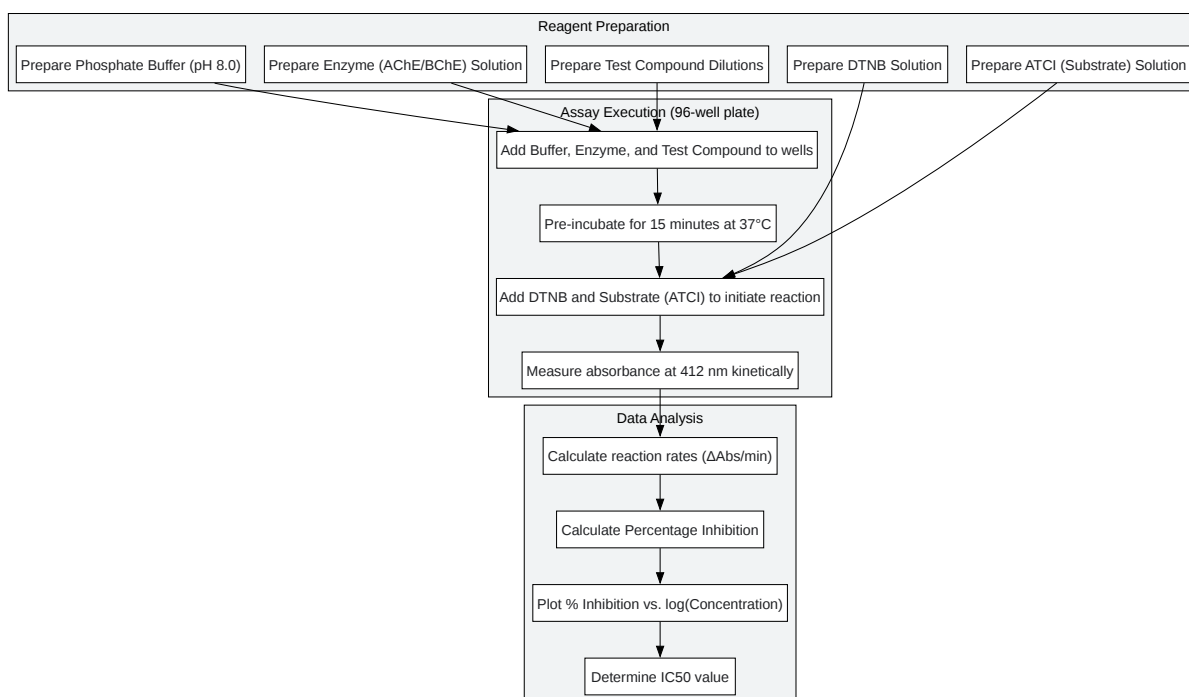 Reagent Preparation
Prepare Phosphate Buffer (pH 8.0)
Prepare Enzyme (AChE/BChE) Solution
Prepare Test Compound Dilutions
Prepare DTNB Solution
Prepare ATCI (Substrate) Solution
Assay Execution (96-well plate)
Add Buffer, Enzyme, and Test Compound to wells
Pre-incubate for 15 minutes at 37°C
Add DTNB and Substrate (ATCI) to initiate reaction
Measure absorbance at 412 nm kinetically
Data Analysis
Calculate reaction rates (ΔAbs/min)
Calculate Percentage Inhibition
Plot % Inhibition vs. log(Concentration)
Determine IC50 value